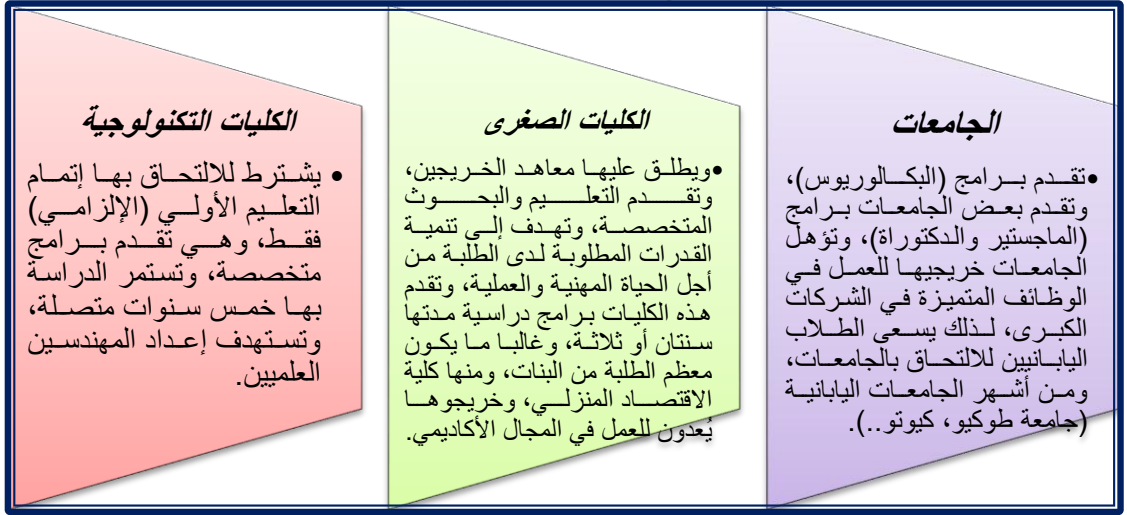 الجامعات
•تقدم برامج (البكالوريوس)،
وتقدم بعض الجامعات برامج
(الماجستير والدكتوراة)، وتؤهل
الجامعات خريجيها للعمل في
الوظائف المتميزة في الشركات
الكبرى، لذلك يسعى الطلاب
اليابانيين للالتحاق بالجامعات،
ومن أشهر الجامعات اليابانية
(جامعة طوكيو، كيوتو..).
الكليات الصغرى
•ويطلق عليها معاهد الخريجين،
وتقدم التعليم والبحوث
المتخصصة، وتهدف إلى تنمية
القدرات المطلوبة لدى الطلبة من
أجل الحياة المهنية والعملية، وتقدم
هذه الكليات برامج دراسية مدتها
سنتان أو ثلاثة، وغالبا ما يكون
معظم الطلبة من البنات، ومنها كلية
الاقتصاد المنزلي، وخريجوها
يُعدون للعمل في المجال الأكاديمي.
الكليات التكنولوجية
• يشترط للالتحاق بها إتمام
التعليم الأولي (الإلزامي)
فقط، وهي تقدم برامج
متخصصة، وتستمر الدراسة
بها خمس سنوات متصلة،
وتستهدف إعداد المهندسين
العلميين.